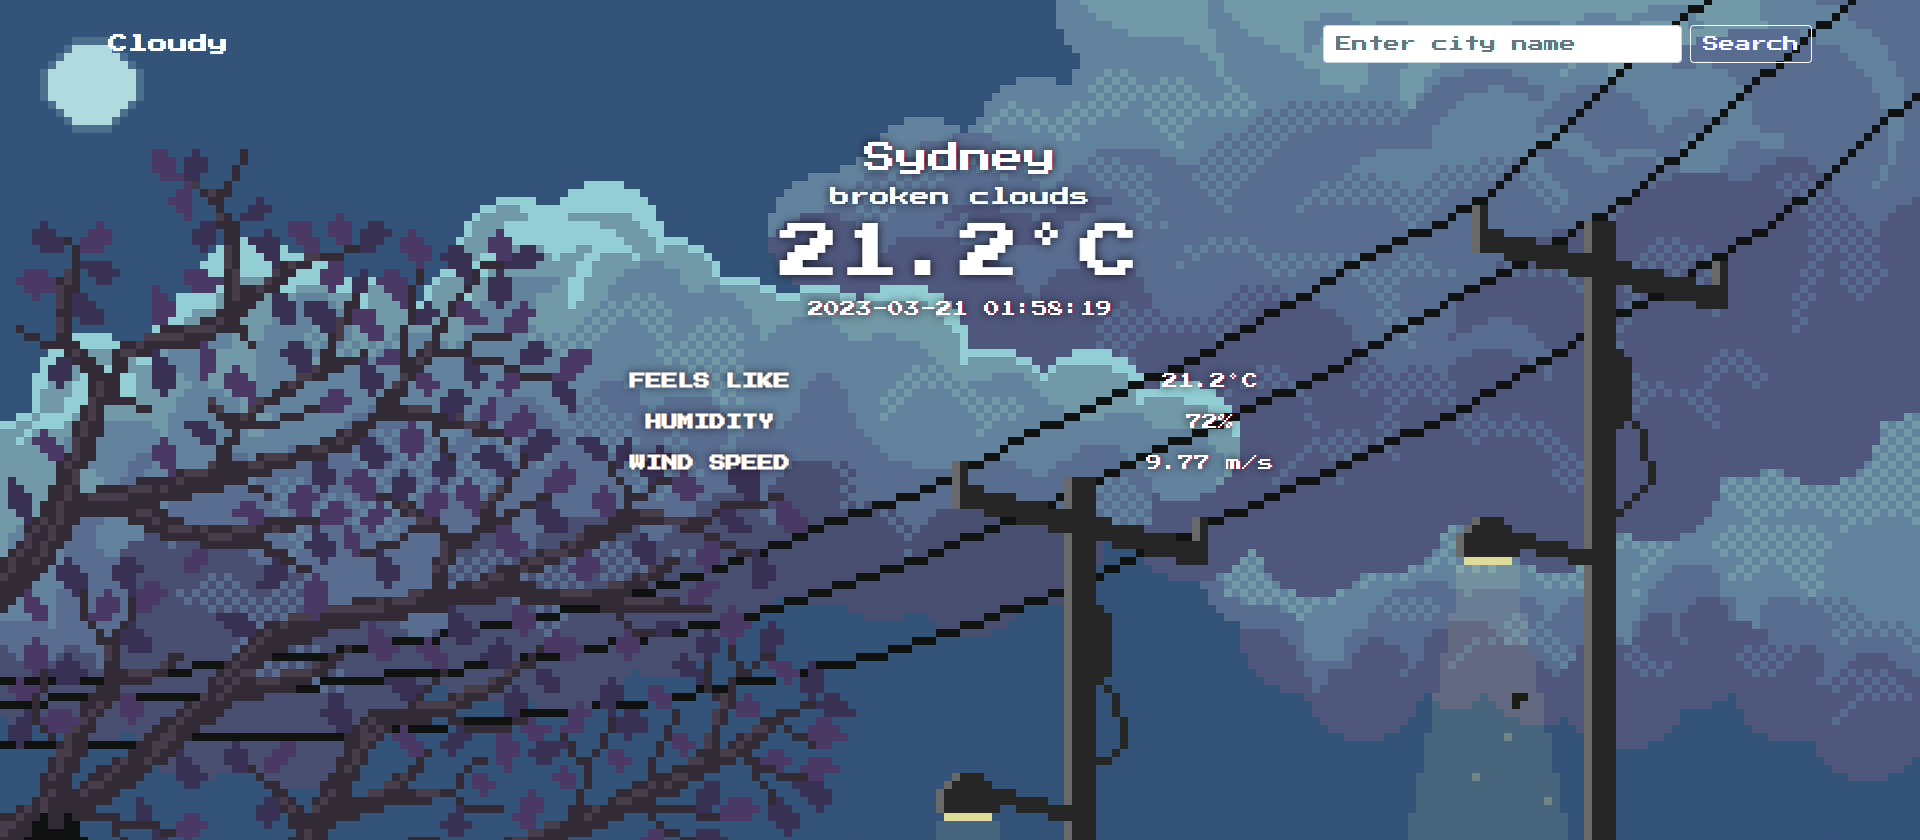 Cloudy
Enter city name
Search
Sydney
broken clouds
21.2°C
2023-03-21 01:58:19
FEELS LIKE 21.2°C
HUMIDITY 72%
WIND SPEED 9.77 m/s